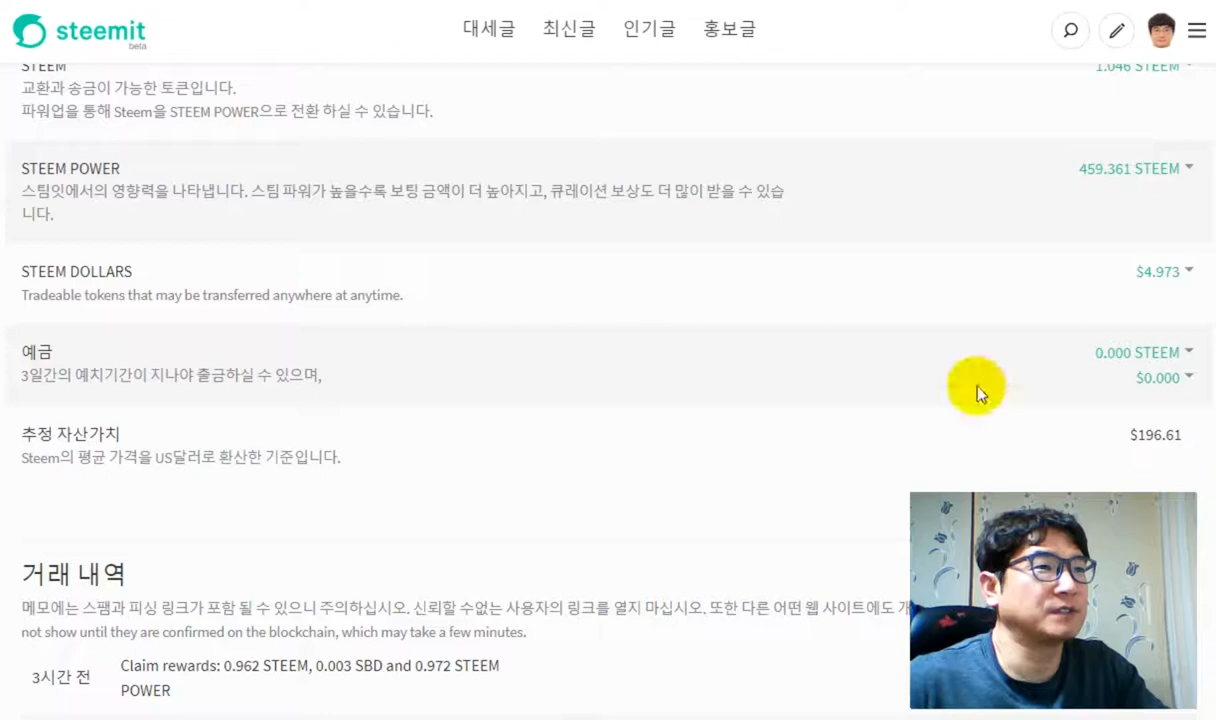 steemit
beta
대세글 최신글 인기글 홍보글
STEEM 1.046 STEEM
교환과 송금이 가능한 토큰입니다.
파워업을 통해 Steem을 STEEM POWER으로 전환 하실 수 있습니다.
STEEM POWER 459.361 STEEM
스팀잇에서의 영향력을 나타냅니다. 스팀 파워가 높을수록 보팅 금액이 더 높아지고, 큐레이션 보상도 더 많이 받을 수 있습
니다.
STEEM DOLLARS $4.973
Tradeable tokens that may be transferred anywhere at anytime.
예금 0.000 STEEM
3일간의 예치기간이 지나야 출금하실 수 있으며, $0.000
추정 자산가치 $196.61
Steem의 평균 가격을 US달러로 환산한 기준입니다.
거래 내역
메모에는 스팸과 피싱 링크가 포함 될 수 있으니 주의하십시오. 신뢰할 수없는 사용자의 링크를 열지 마십시오. 또한 다른 어떤 웹 사이트에도 개
not show until they are confirmed on the blockchain, which may take a few minutes.
3시간 전 Claim rewards: 0.962 STEEM, 0.003 SBD and 0.972 STEEM
POWER